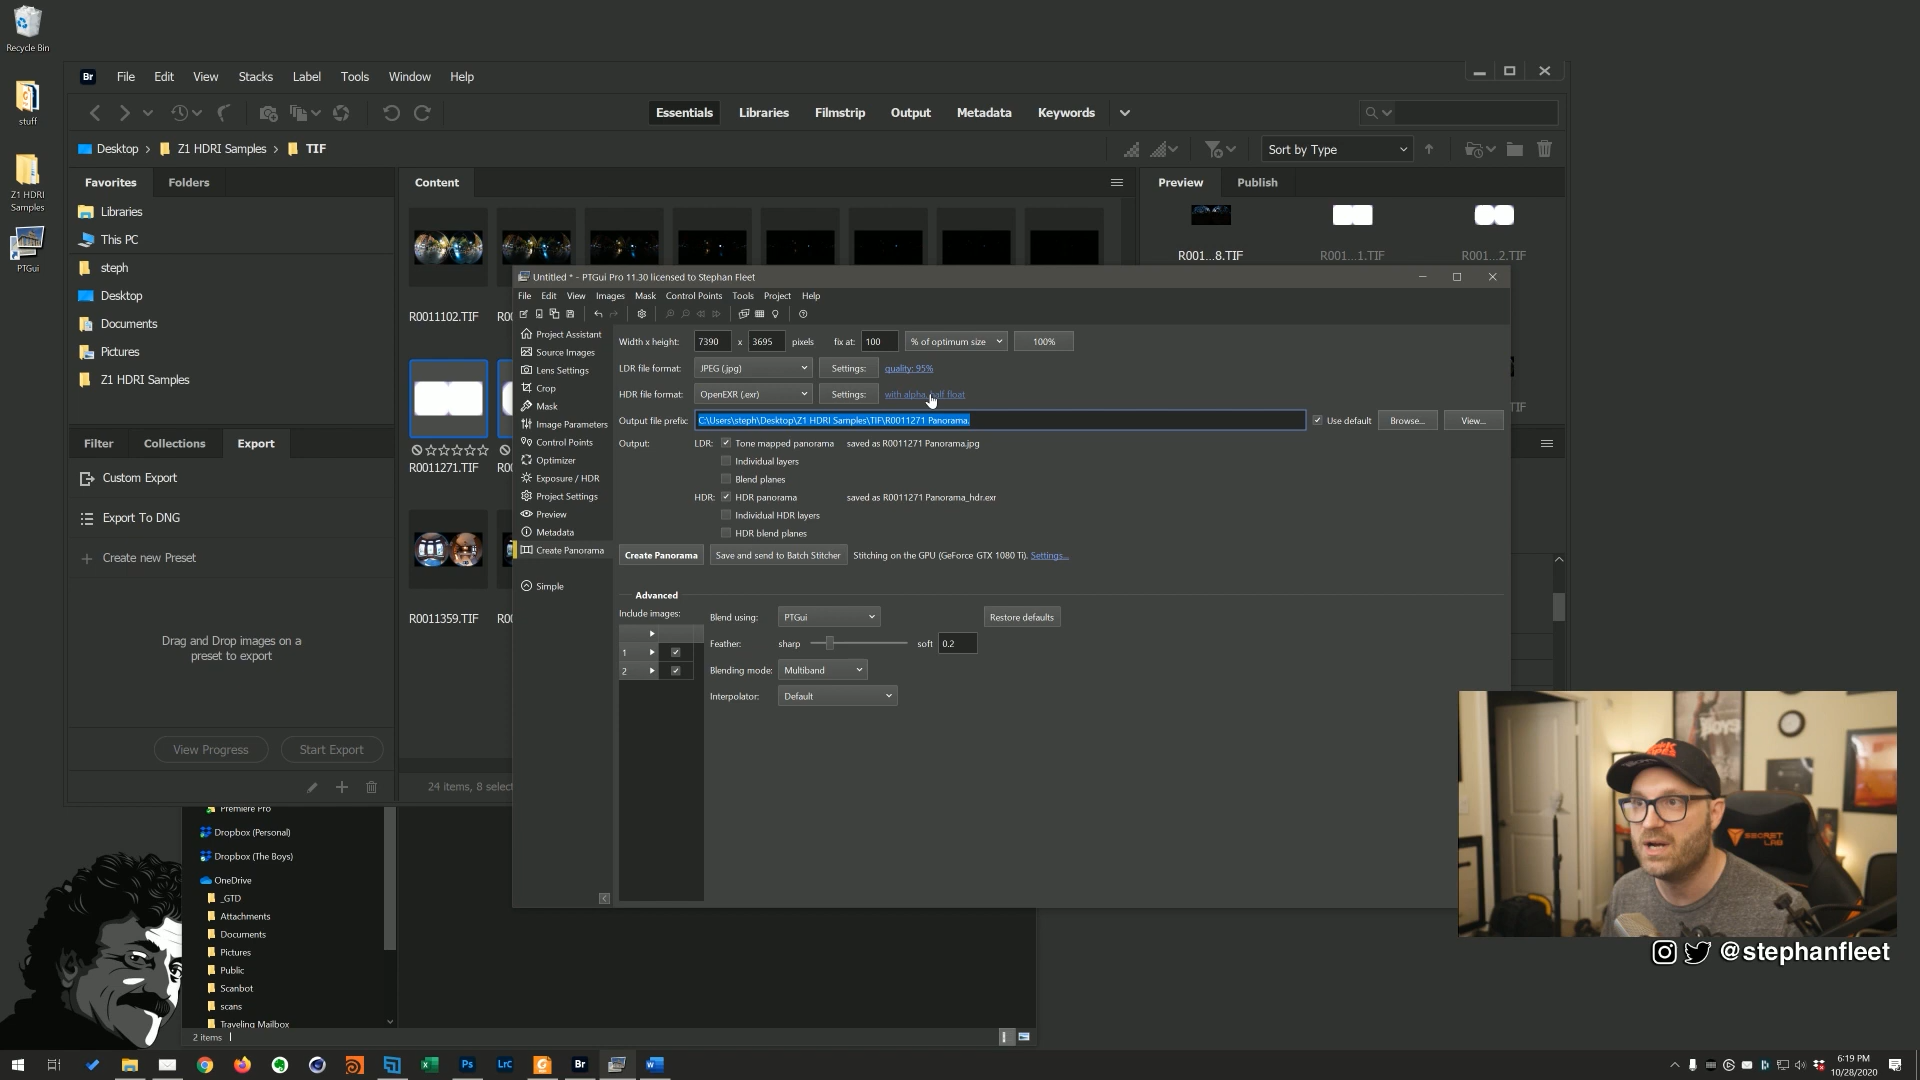 Recycle Bin
stuff
Z1 HDRI
Samples
PTGui
Br File Edit View Stacks Label Tools Window Help
Essentials Libraries Filmstrip Output Metadata Keywords
Desktop > Z1 HDRI Samples > TIF
Sort by Type
Favorites Folders
Content
Preview Publish
Libraries
This PC
steph
Desktop
Documents
Pictures
Z1 HDRI Samples
R001...8.TIF R001...1.TIF R001...2.TIF
R0011102.TIF
R0011271.TIF
R0011359.TIF
Filter Collections Export
Custom Export
Export To DNG
Create new Preset
Drag and Drop images on a
preset to export
View Progress Start Export
24 items, 8 selec
Untitled * - PTGui Pro 11.30 licensed to Stephan Fleet
File Edit View Images Mask Control Points Tools Project Help
Project Assistant
Source Images
Lens Settings
Crop
Mask
Image Parameters
Control Points
Optimizer
Exposure / HDR
Project Settings
Preview
Metadata
Create Panorama
Simple
Width x height: 7390 x 3695 pixels fix at: 100 % of optimum size 100%
LDR file format: JPEG (.jpg) Settings: quality: 95%
HDR file format: OpenEXR (.exr) Settings: with alpha, half float
Output file prefix: C:\Users\steph\Desktop\Z1 HDRI Samples\TIF\R0011271 Panorama. Use default Browse... View...
Output: LDR: Tone mapped panorama saved as R0011271 Panorama.jpg
Individual layers
Blend planes
HDR: HDR panorama saved as R0011271 Panorama_hdr.exr
Individual HDR layers
HDR blend planes
Create Panorama Save and send to Batch Stitcher Stitching on the GPU (GeForce GTX 1080 Ti). Settings...
Advanced
Include images:
1
2
Blend using: PTGui Restore defaults
Feather: sharp soft 0.2
Blending mode: Multiband
Interpolator: Default
Premiere Pro
Dropbox (Personal)
Dropbox (The Boys)
OneDrive
_GTD
Attachments
Documents
Pictures
Public
Scanbot
scans
Traveling Mailbox
2 items
SECRET
LAB
@stephanfleet
Ps LrC Br
6:19 PM
10/28/2020